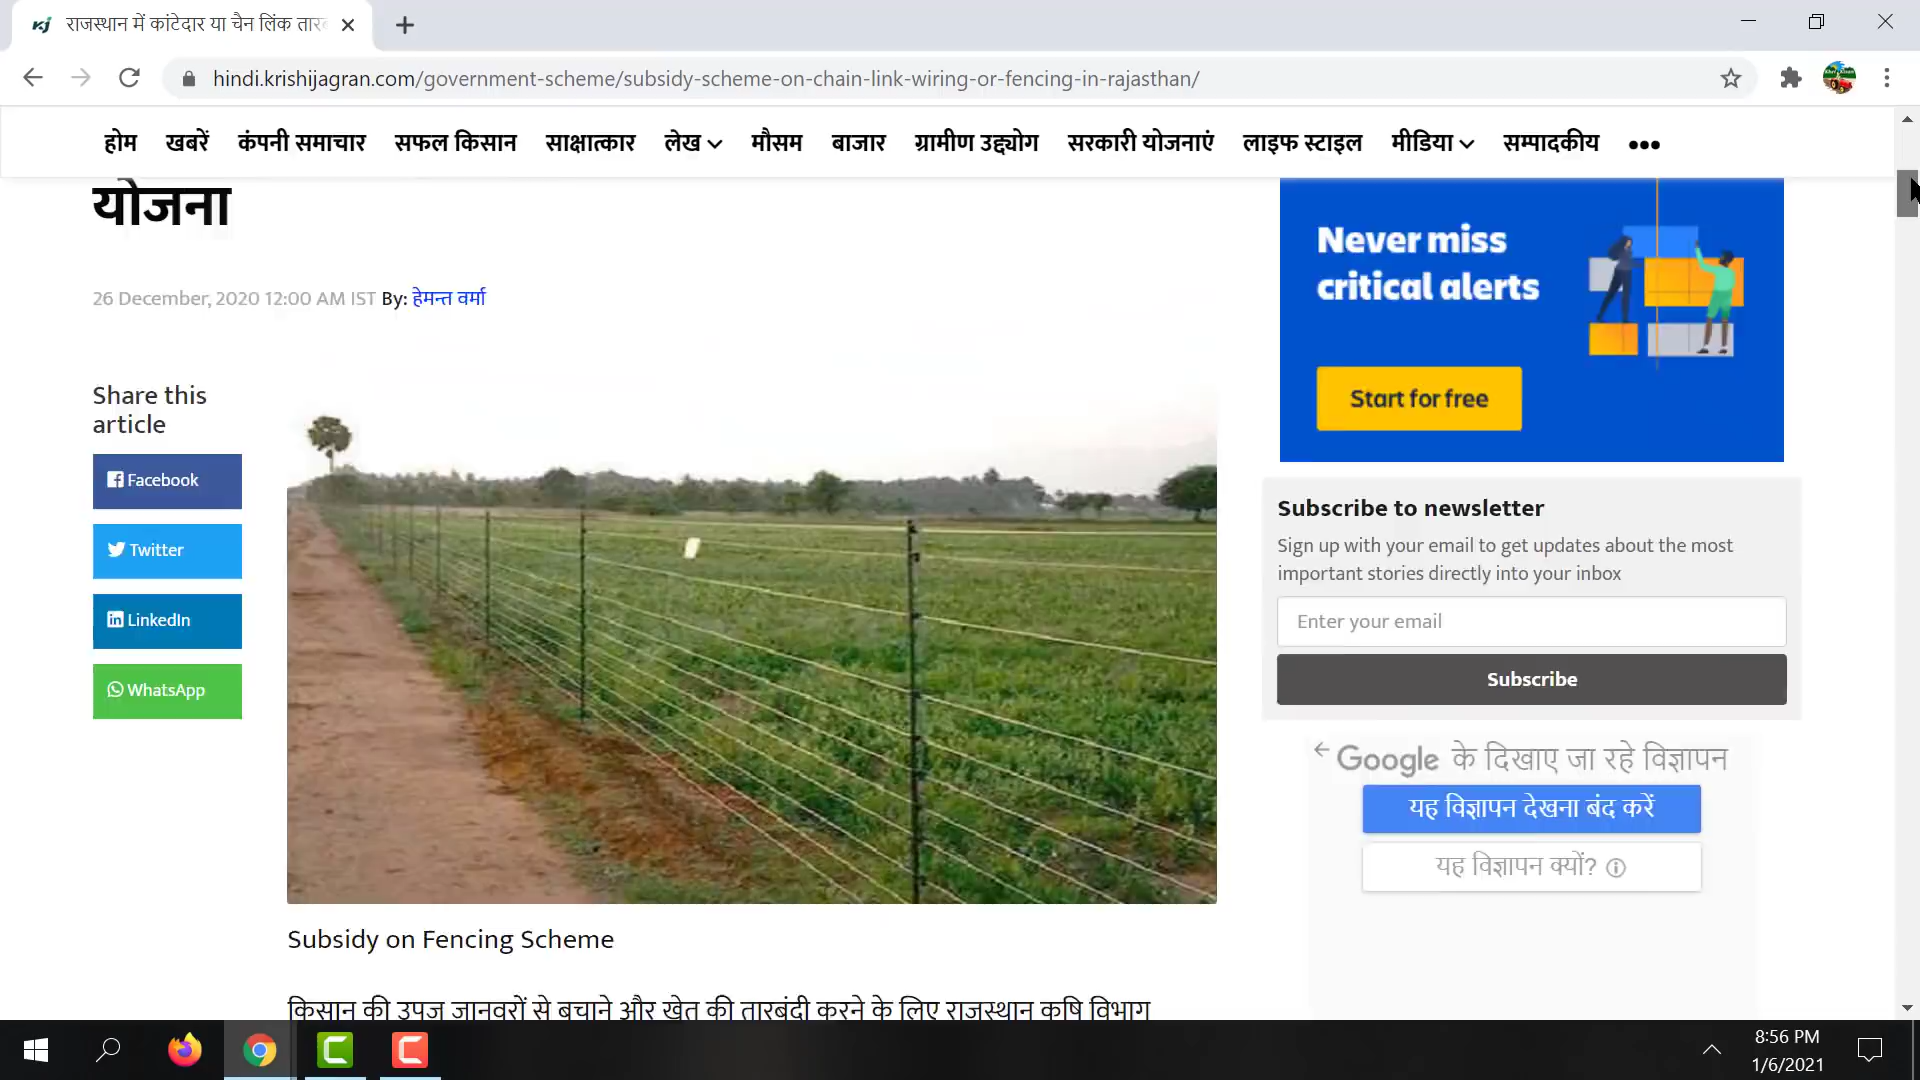 राजस्थान में कांटेदार या चैन लिंक तारब
hindi.krishijagran.com/government-scheme/subsidy-scheme-on-chain-link-wiring-or-fencing-in-rajasthan/
होम खबरें कंपनी समाचार सफल किसान साक्षात्कार लेख मौसम बाजार ग्रामीण उद्द्योग सरकारी योजनाएं लाइफ स्टाइल मीडिया सम्पादकीय
योजना
26 December, 2020 12:00 AM IST By: हेमन्त वर्मा
Share this
article
Facebook
Twitter
LinkedIn
WhatsApp
Subsidy on Fencing Scheme
किसान की उपज जानवरों से बचाने और खेत की तारबंदी करने के लिए राजस्थान कृषि विभाग
Never miss
critical alerts
Start for free
Subscribe to newsletter
Sign up with your email to get updates about the most
important stories directly into your inbox
Enter your email
Subscribe
Google के दिखाए जा रहे विज्ञापन
यह विज्ञापन देखना बंद करें
यह विज्ञापन क्यों?
8:56 PM
1/6/2021